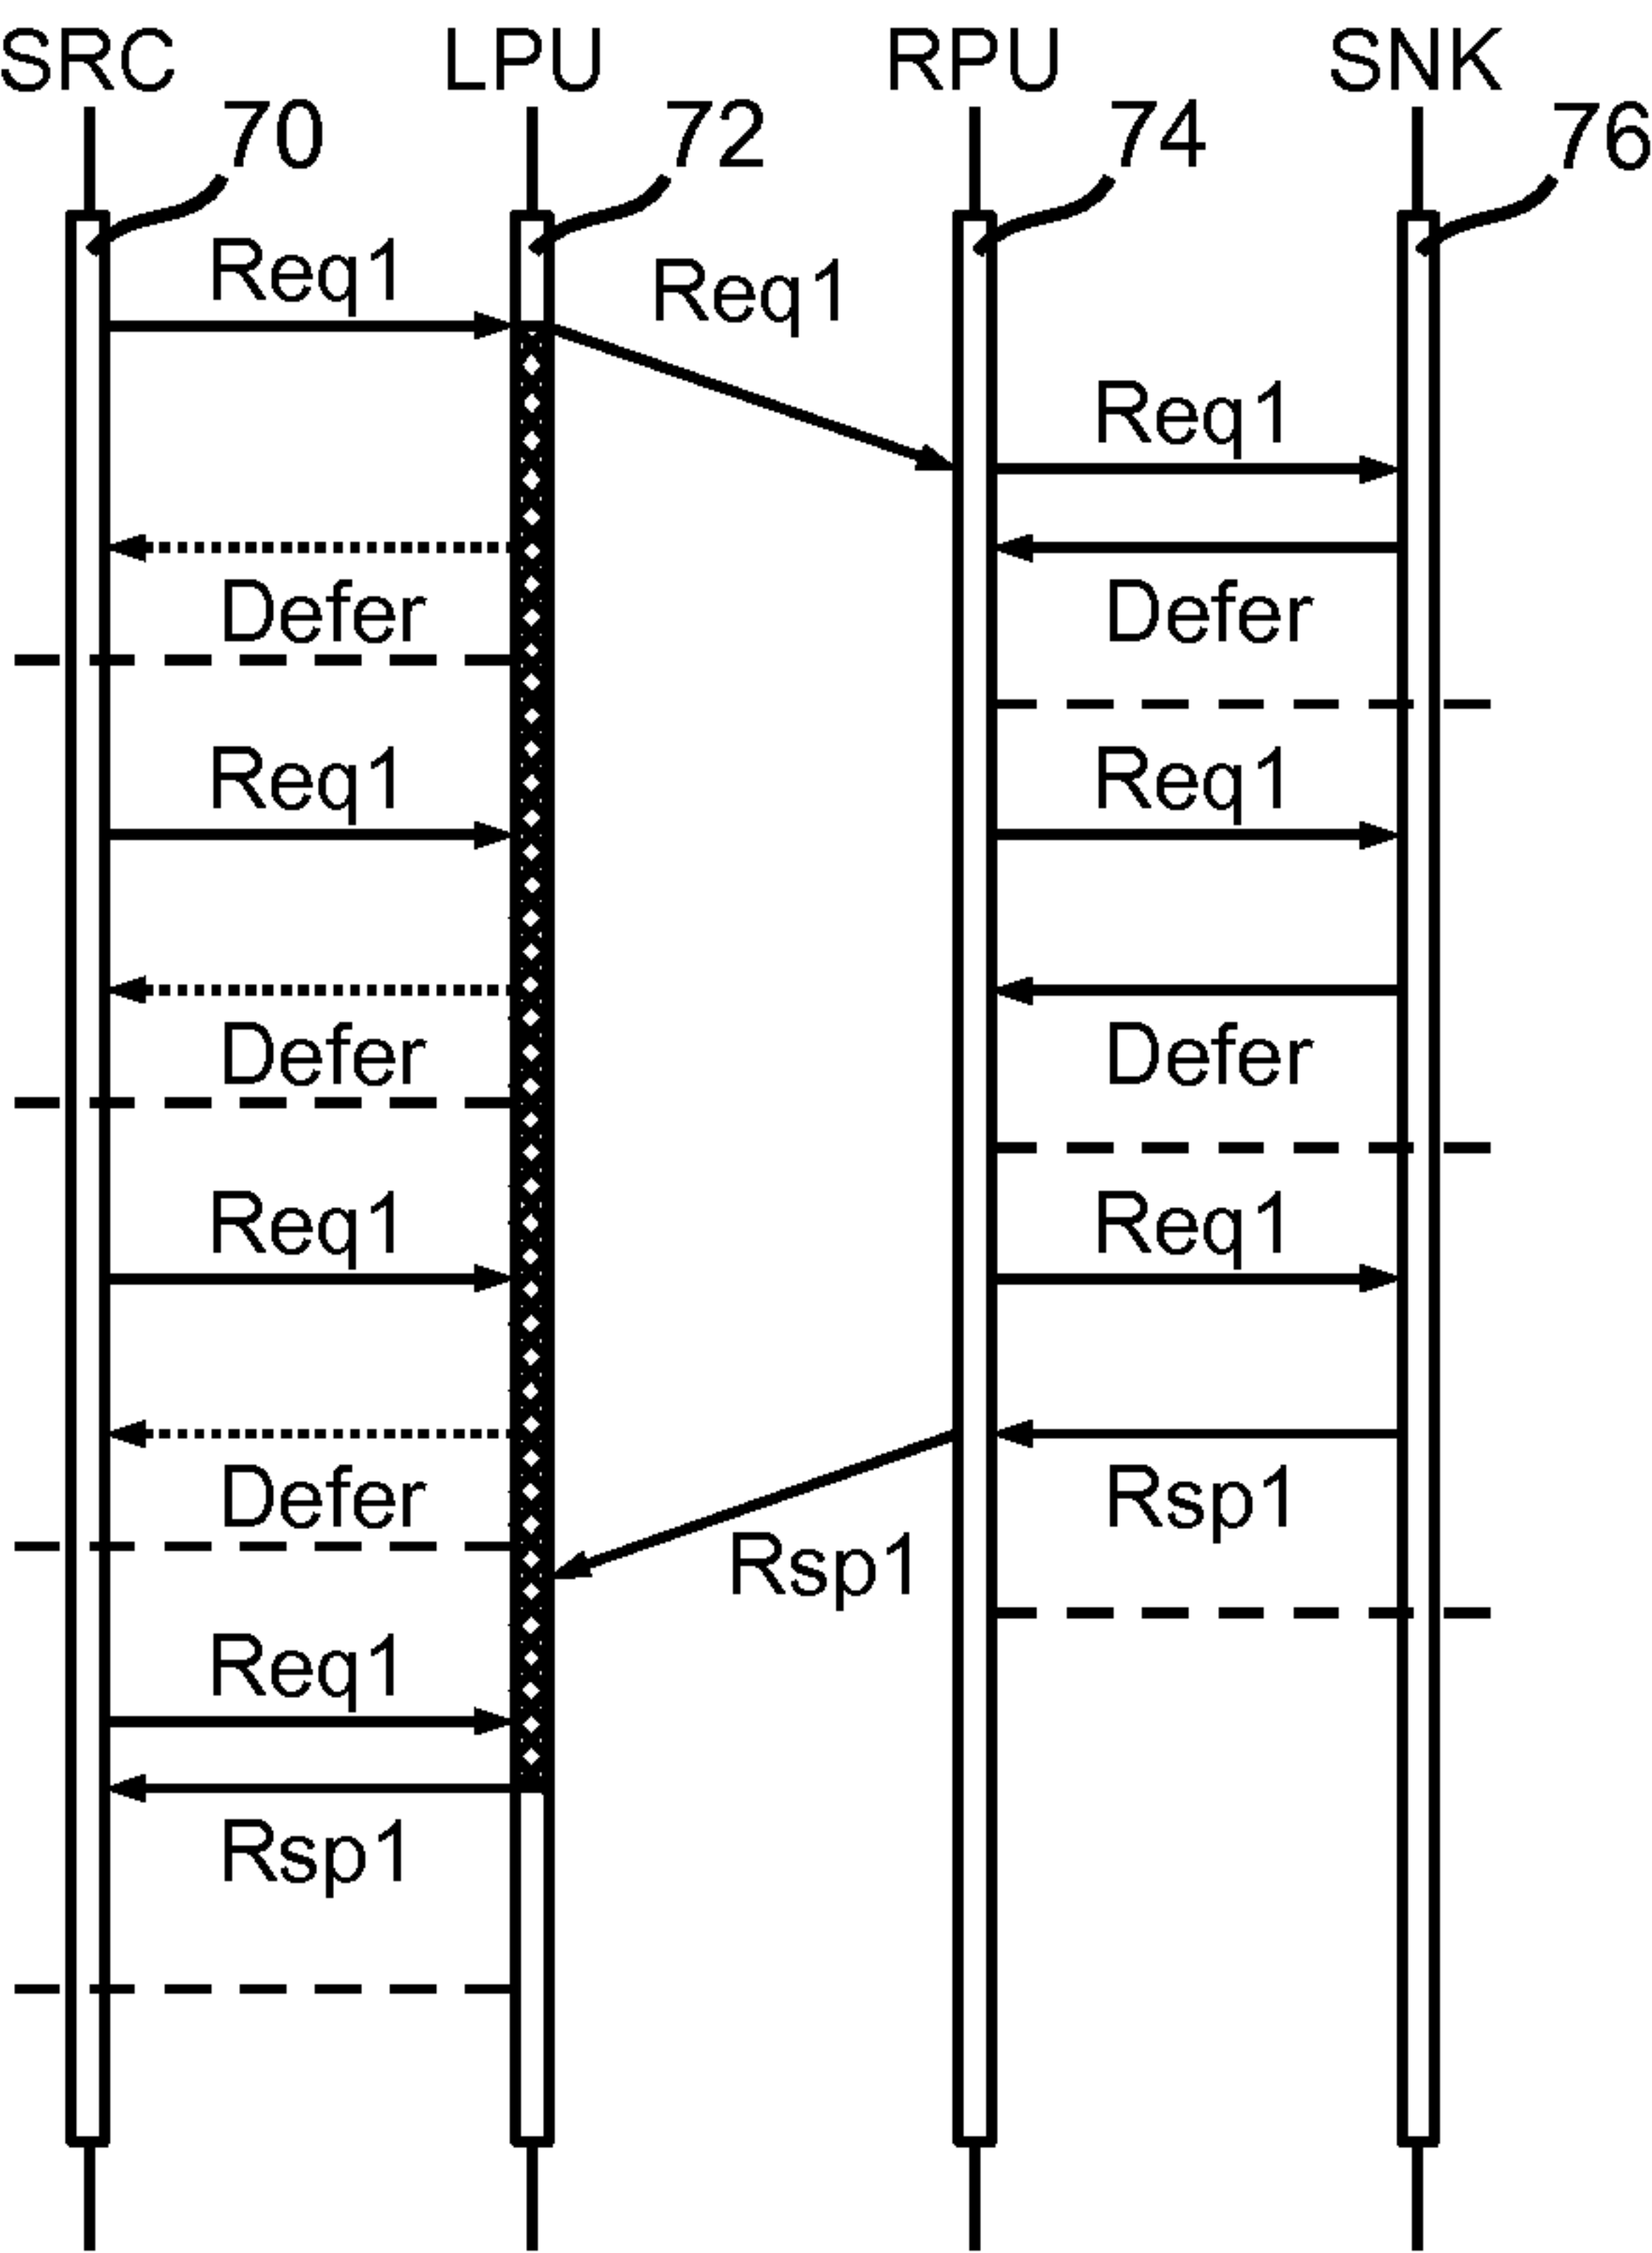 SRC LPU RPU SNK
70 72 74 76
Req1
Req1
Req1
Defer Defer
Req1 Req1
Defer Defer
Req1 Req1
Defer Rsp1
Rsp1
Req1
Rsp1